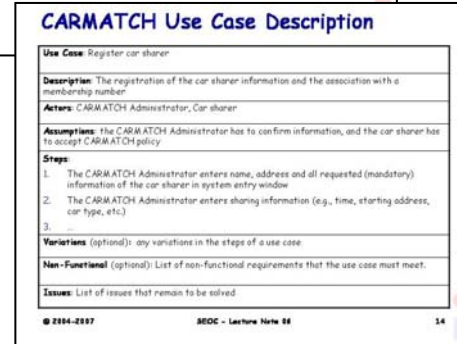 CARMATCH Use Case Description
Use Case: Register car sharer
Description: The registration of the car sharer information and the association with a
membership number
Actors: CARMATCH Administrator, Car sharer
Assumptions: the CARMATCH Administrator has to confirm information, and the car sharer has
to accept CARMATCH policy
Steps:
1. The CARMATCH Administrator enters name, address and all requested (mandatory)
information of the car sharer in system entry window
2. The CARMATCH Administrator enters sharing information (e.g., time, starting address,
car type, etc.)
3. ...
Variations (optional): any variations in the steps of a use case
Non-Functional (optional): List of non-functional requirements that the use case must meet.
Issues: List of issues that remain to be solved
© 2004-2007 SEOC - Lecture Note 06 14